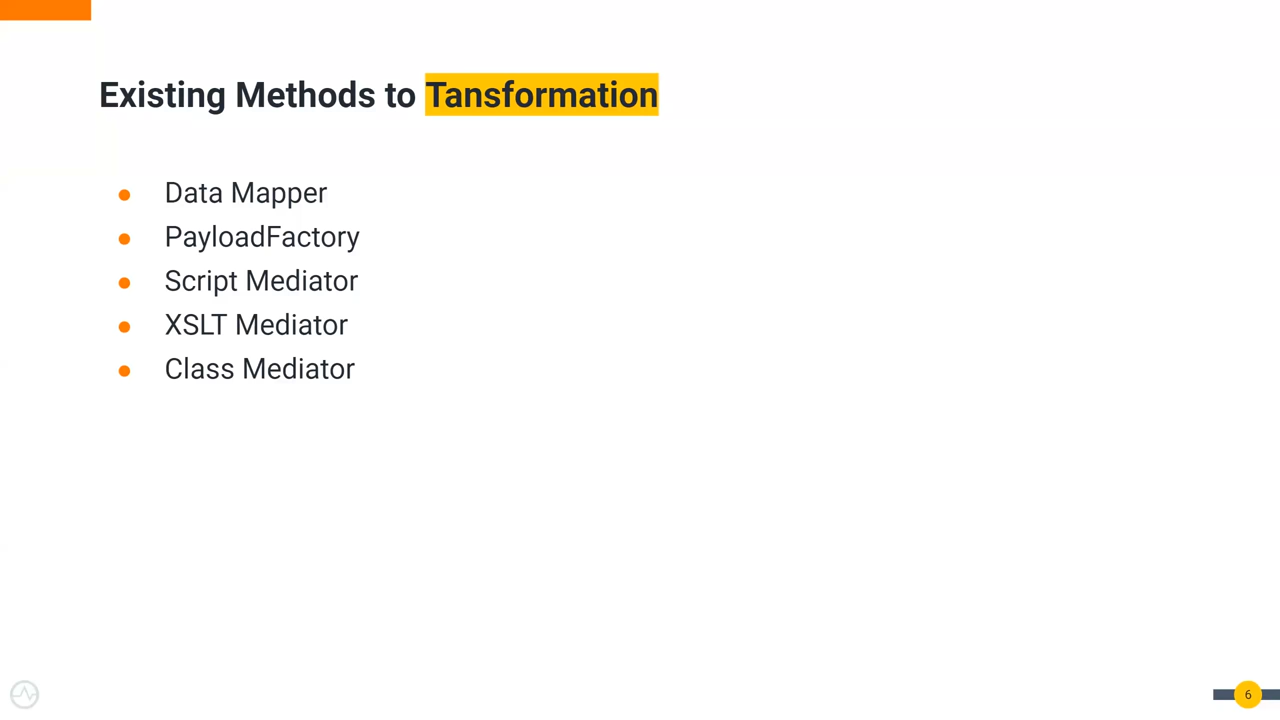 Existing Methods to Tansformation
● Data Mapper
● PayloadFactory
● Script Mediator
● XSLT Mediator
● Class Mediator
6